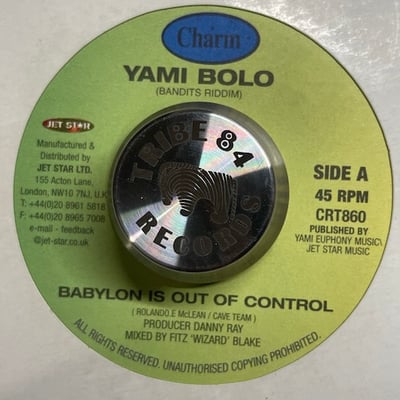 Charm
YAMI BOLO
(BANDITS RIDDIM)
JET STAR
Manufactured &
Distributed by
JET STAR LTD.
155 Acton Lane,
London, NW10 7NJ, U.K
T: ++44(0)20 8961 5818
F: ++44(0)20 8965 7008
e-mail - feedback
@jet-star.co.uk
TRIBE 84
RECORDS
SIDE A
45 RPM
CRT860
PUBLISHED BY
YAMI EUPHONY MUSIC\
JET STAR MUSIC
BABYLON IS OUT OF CONTROL
( ROLANDO.E McLEAN / CAVE TEAM )
PRODUCER DANNY RAY
MIXED BY FITZ 'WIZARD' BLAKE
ALL RIGHTS RESERVED. UNAUTHORISED COPYING PROHIBITED.